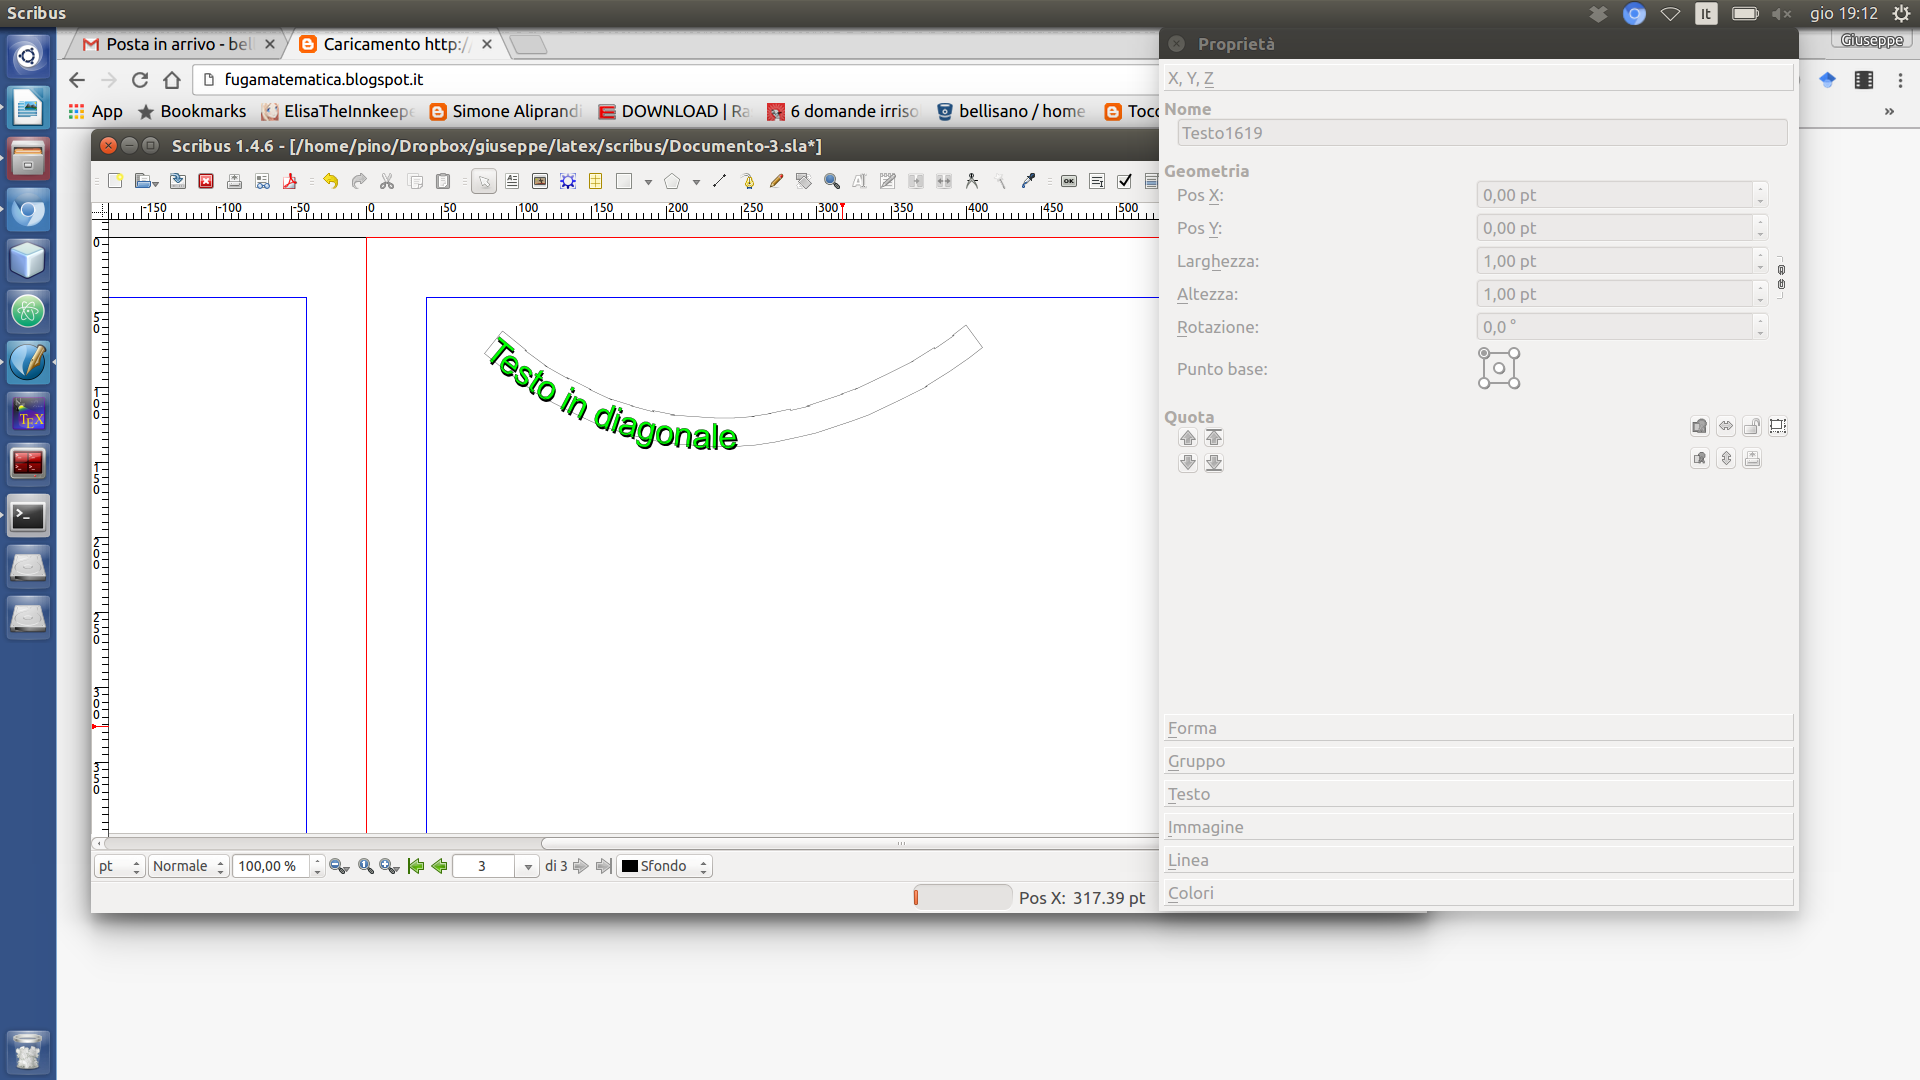 Scribus
It
gio 19:12
Posta in arrivo - bel
Caricamento http:/
Giuseppe
fugamatematica.blogspot.it
App
Bookmarks
ElisaTheInnkeepe
Simone Aliprandi
DOWNLOAD | Ra
6 domande irriso
bellisano / home
Toco
»
Scribus 1.4.6 - [/home/pino/Dropbox/giuseppe/latex/scribus/Documento-3.sla*]
-150 -100 -50 0 50 100 150 200 250 300 350 400 450 500
0
50
100
150
200
250
300
350
Testo in diagonale
TEX
pt
Normale
100,00 %
3
di 3
Sfondo
Pos X: 317.39 pt
Proprietà
X, Y, Z
Nome
Testo1619
Geometria
Pos X: 0,00 pt
Pos Y: 0,00 pt
Larghezza: 1,00 pt
Altezza: 1,00 pt
Rotazione: 0,0 °
Punto base:
Quota
Forma
Gruppo
Testo
Immagine
Linea
Colori